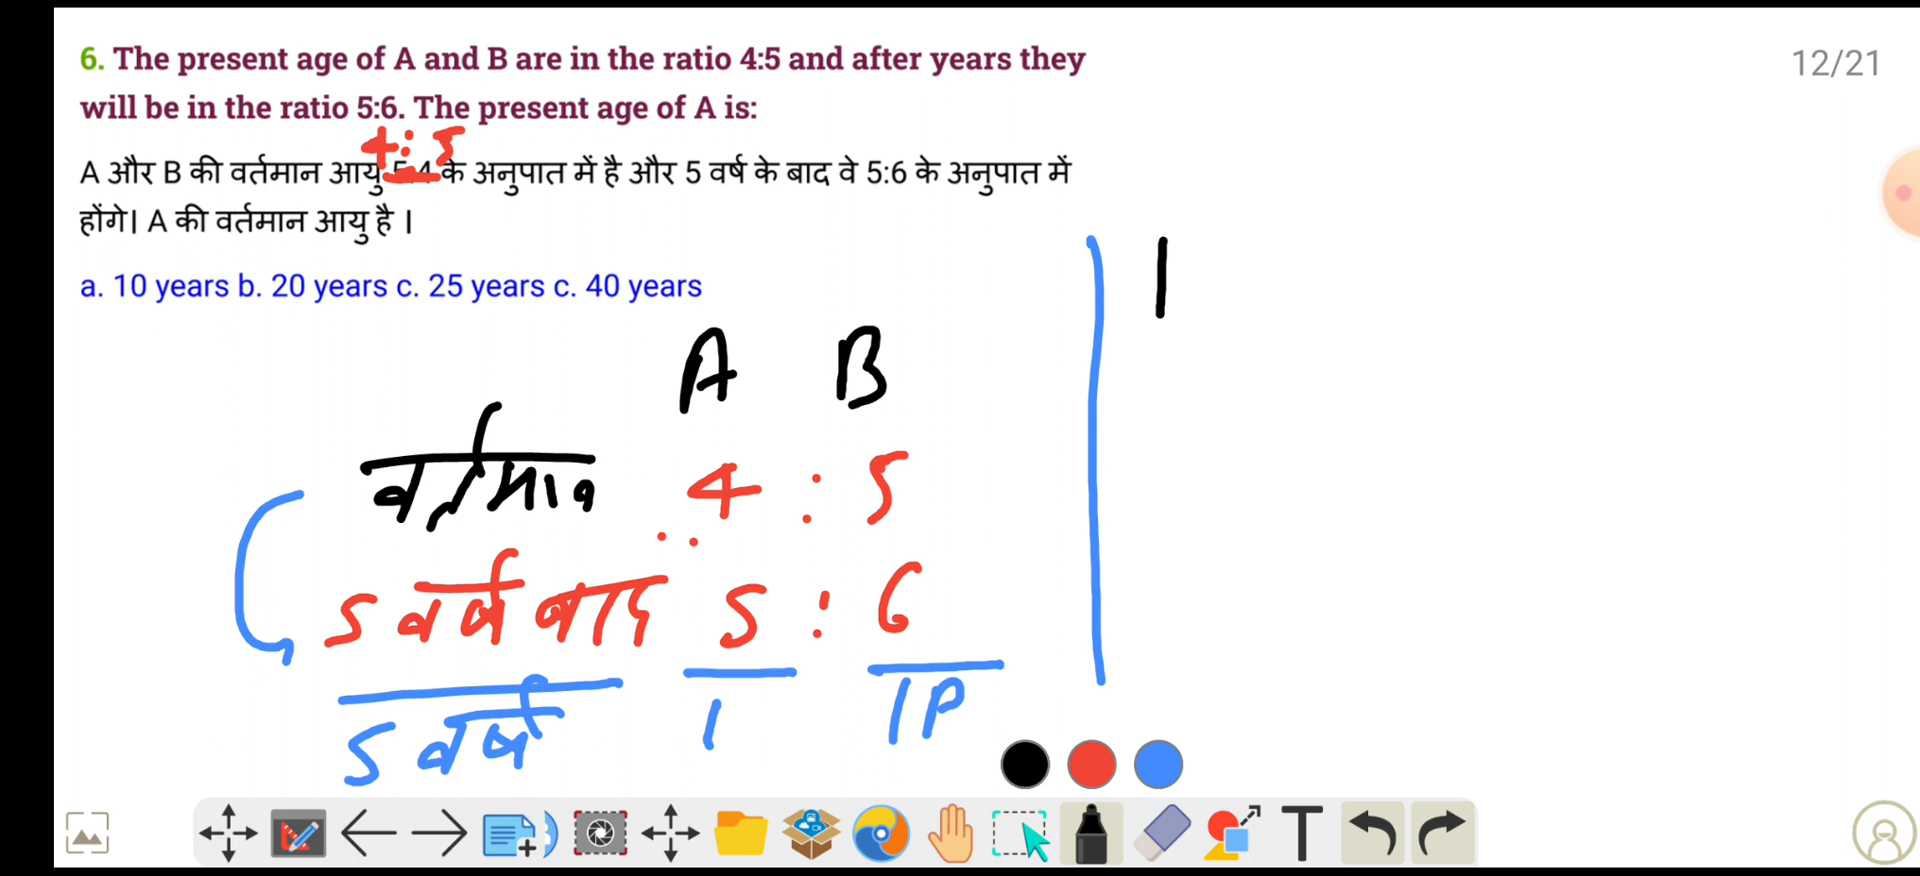 6. The present age of A and B are in the ratio 4:5 and after years they
12/21
will be in the ratio 5:6. The present age of A is:
4:5
A और B की वर्तमान आयु 5:4 के अनुपात में है और 5 वर्ष के बाद वे 5:6 के अनुपात में
होंगे| A की वर्तमान आयु है |
a. 10 years b. 20 years c. 25 years c. 40 years
A B
वर्तमान 4 : 5
5 वर्ष बाद 5 : 6
5 वर्ष 1 1P